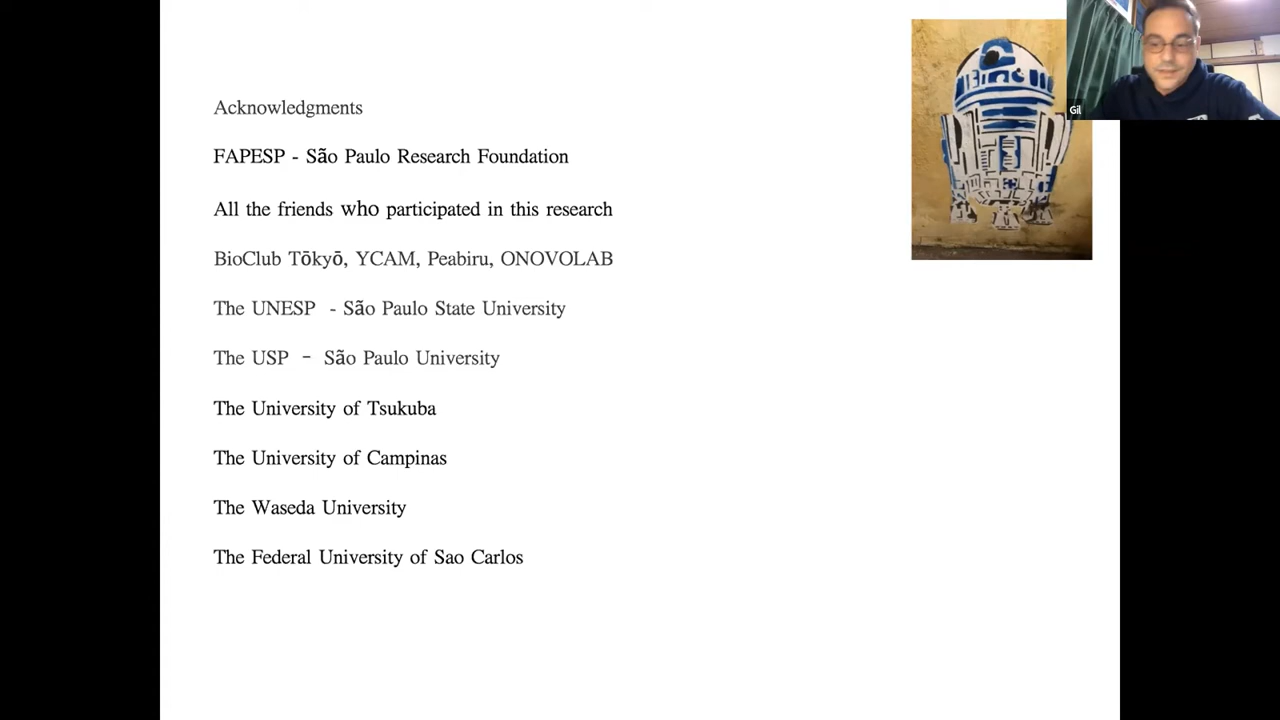 Acknowledgments
FAPESP - São Paulo Research Foundation
All the friends who participated in this research
BioClub Tōkyō, YCAM, Peabiru, ONOVOLAB
The UNESP - São Paulo State University
The USP - São Paulo University
The University of Tsukuba
The University of Campinas
The Waseda University
The Federal University of Sao Carlos
Gil